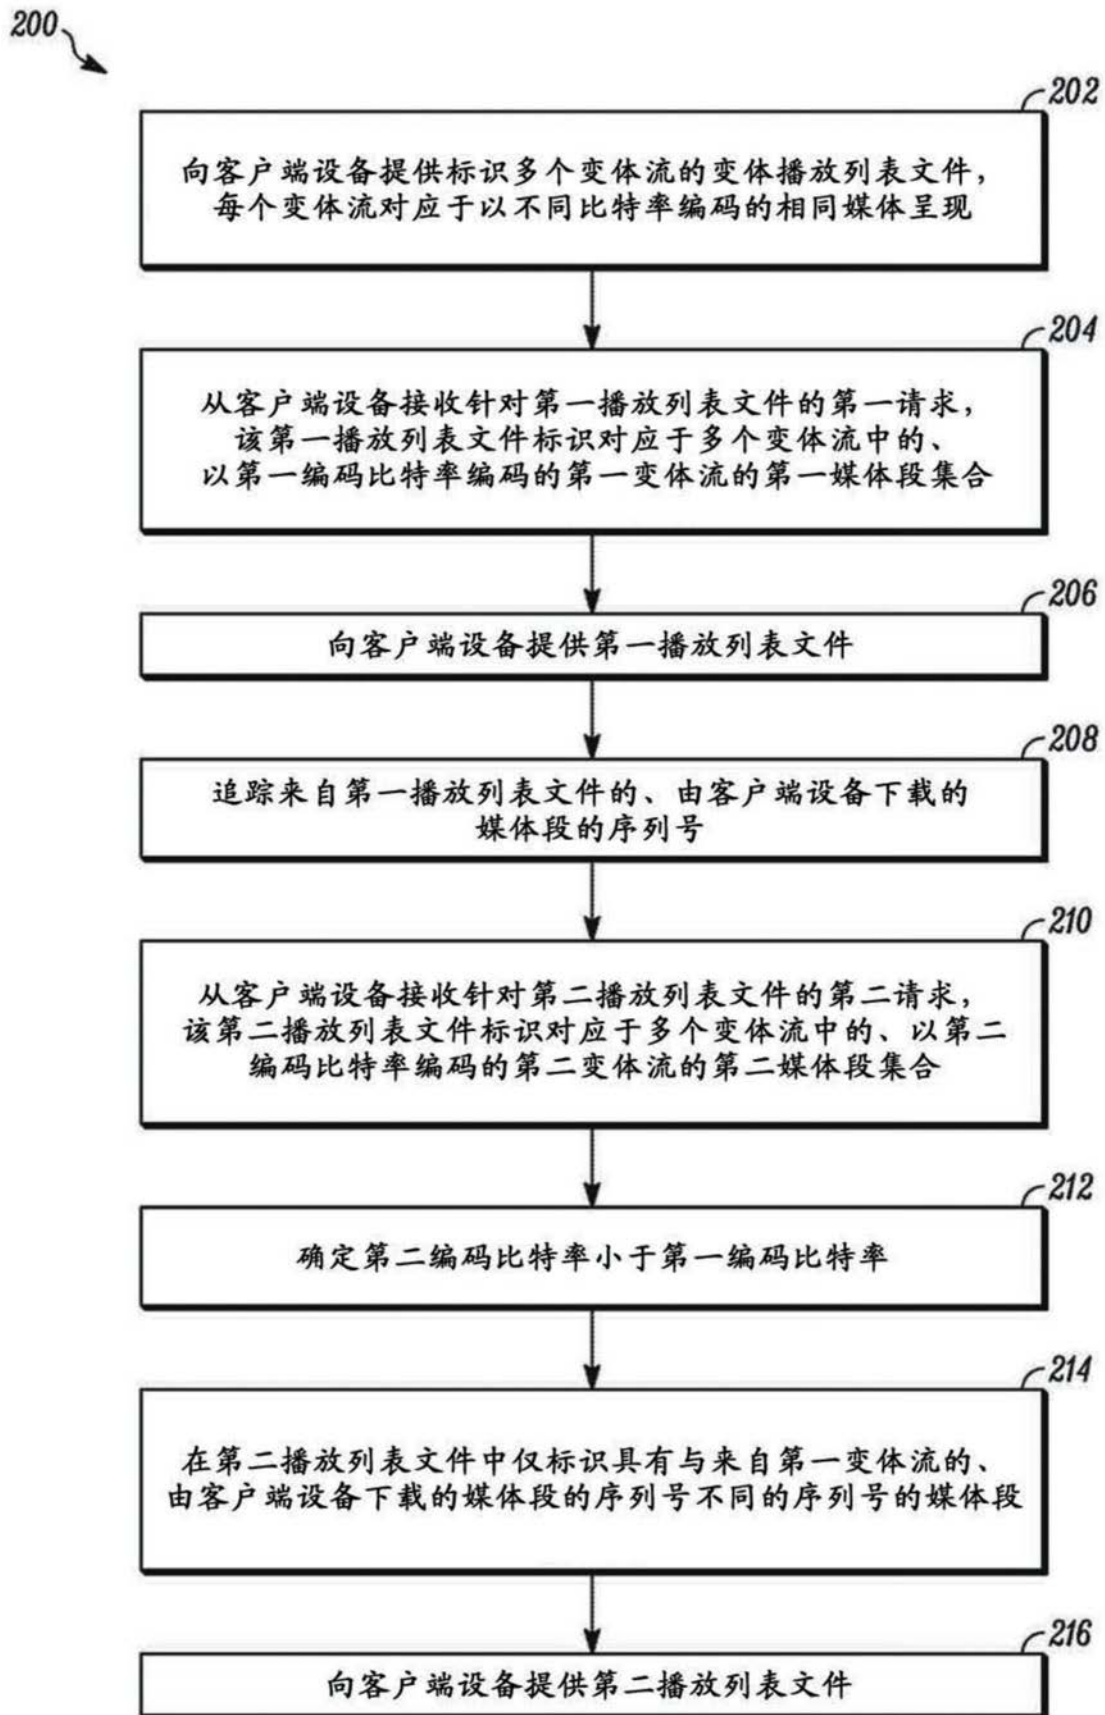 200
202
向客户端设备提供标识多个变体流的变体播放列表文件，
每个变体流对应于以不同比特率编码的相同媒体呈现
204
从客户端设备接收针对第一播放列表文件的第一请求，
该第一播放列表文件标识对应于多个变体流中的、
以第一编码比特率编码的第一变体流的第一媒体段集合
206
向客户端设备提供第一播放列表文件
208
追踪来自第一播放列表文件的、由客户端设备下载的
媒体段的序列号
210
从客户端设备接收针对第二播放列表文件的第二请求，
该第二播放列表文件标识对应于多个变体流中的、以第二
编码比特率编码的第二变体流的第二媒体段集合
212
确定第二编码比特率小于第一编码比特率
214
在第二播放列表文件中仅标识具有与来自第一变体流的、
由客户端设备下载的媒体段的序列号不同的序列号的媒体段
216
向客户端设备提供第二播放列表文件